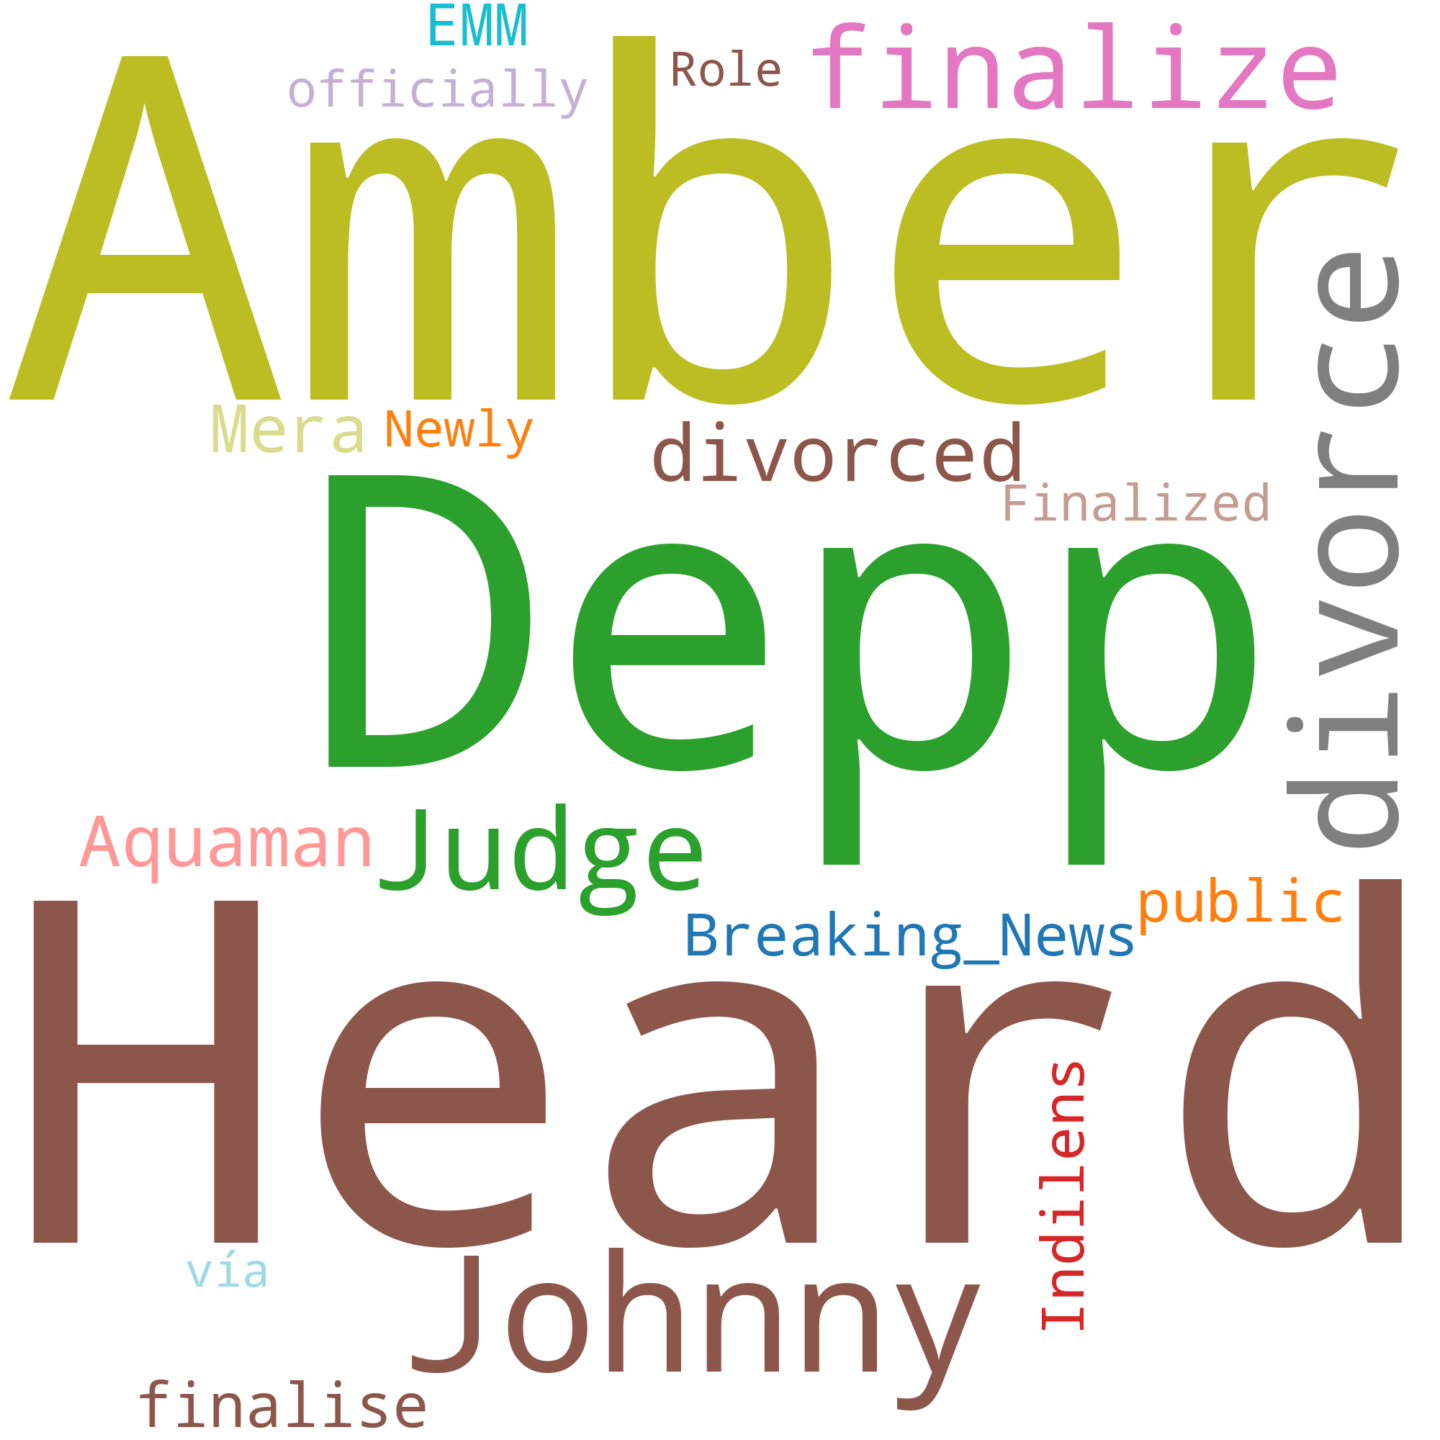 EMM
officially
Role
finalize
Amber
divorce
Mera
Newly
divorced
Finalized
Depp
Aquaman
Judge
public
Breaking_News
Heard
Indilens
vía
Johnny
finalise